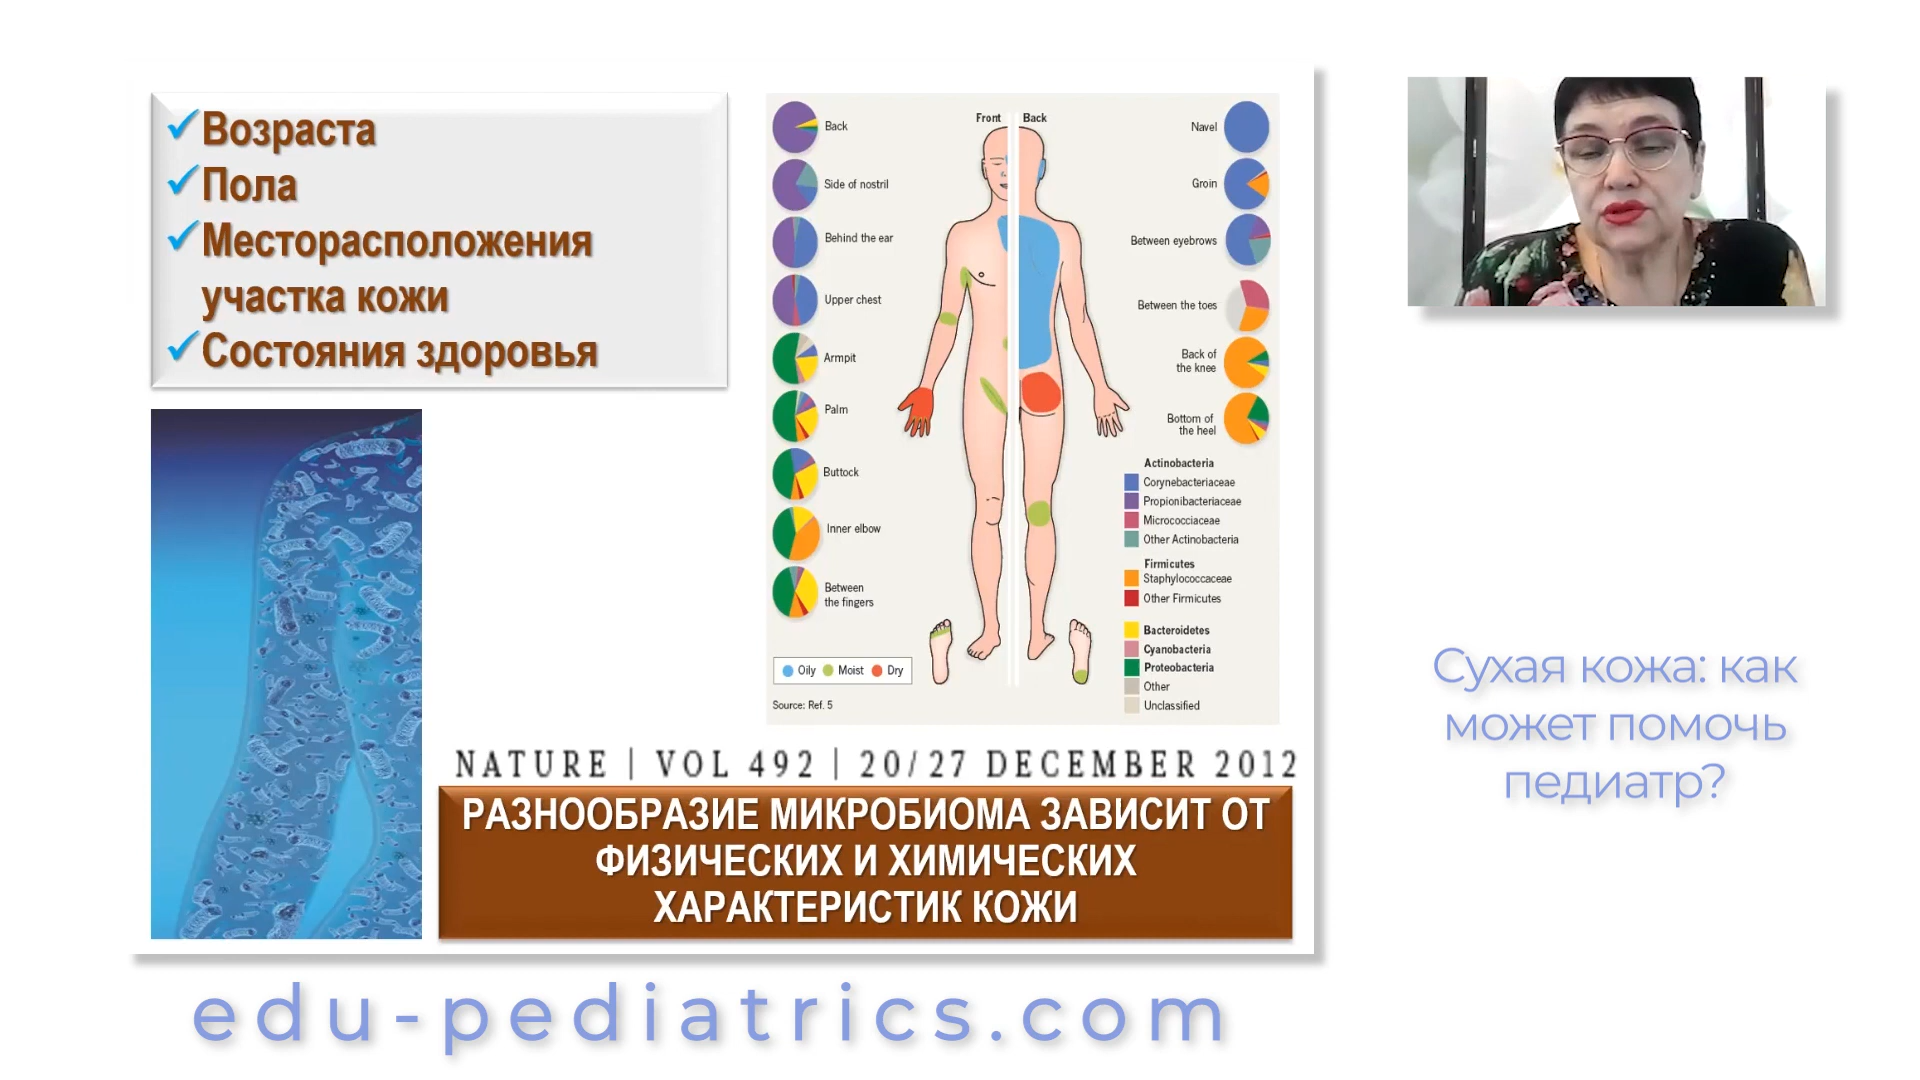 Возраста
Пола
Месторасположения
участка кожи
Состояния здоровья
Front Back
Back
Side of nostril
Behind the ear
Upper chest
Armpit
Palm
Buttock
Inner elbow
Between
the fingers
Navel
Groin
Between eyebrows
Between the toes
Back of
the knee
Bottom of
the heel
Actinobacteria
Corynebacteriaceae
Propionibacteriaceae
Micrococciaceae
Other Actinobacteria
Firmicutes
Staphylococcaceae
Other Firmicutes
Bacteroidetes
Cyanobacteria
Proteobacteria
Other
Unclassified
Oily Moist Dry
Source: Ref. 5
NATURE | VOL 492 | 20/27 DECEMBER 2012
РАЗНООБРАЗИЕ МИКРОБИОМА ЗАВИСИТ ОТ
ФИЗИЧЕСКИХ И ХИМИЧЕСКИХ
ХАРАКТЕРИСТИК КОЖИ
Сухая кожа: как
может помочь
педиатр?
edu-pediatrics.com